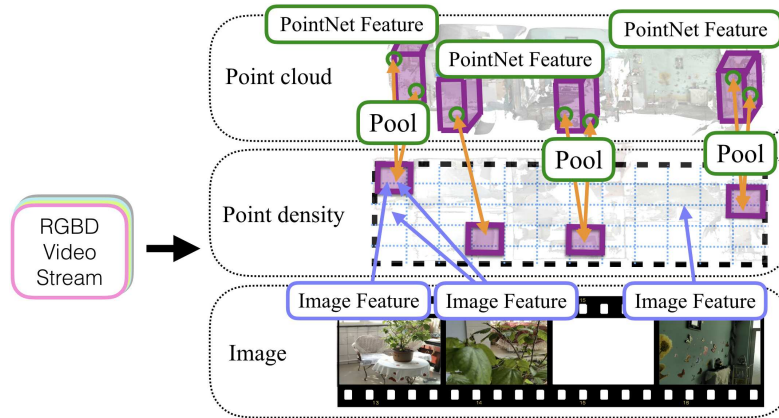 PointNet Feature
PointNet Feature
PointNet Feature
Point cloud
Pool
Pool
Pool
Point density
RGBD
Video
Stream
Image Feature
Image Feature
Image Feature
Image